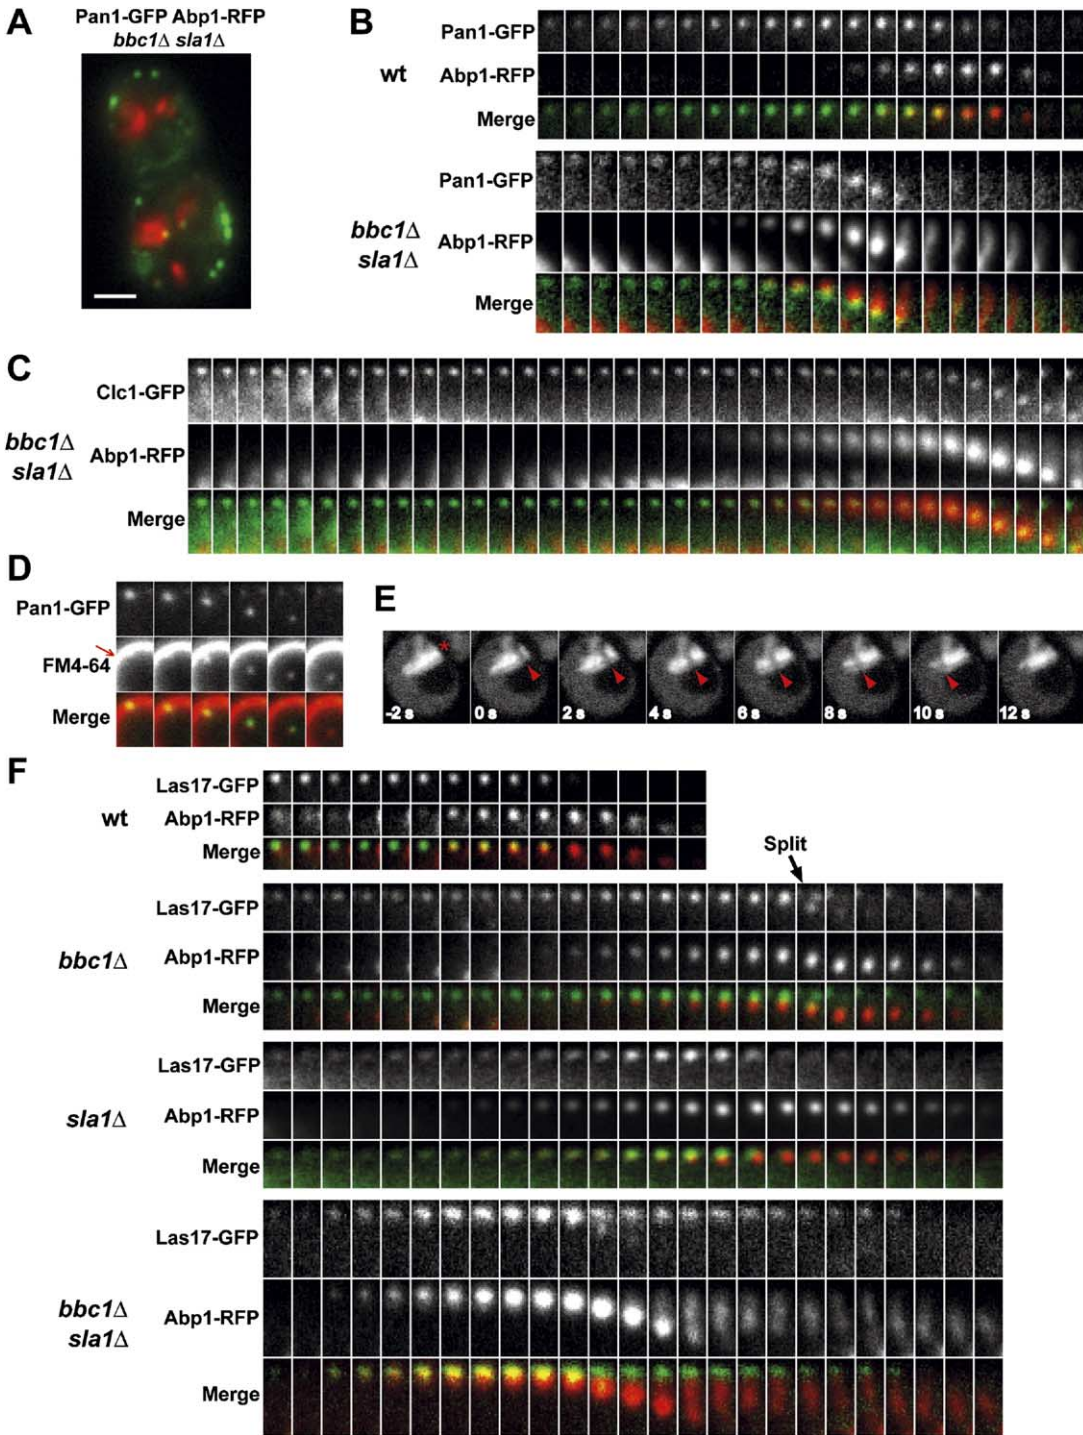 A
Pan1-GFP Abp1-RFP
bbc1Δ sla1Δ
B
wt
Pan1-GFP
Abp1-RFP
Merge
bbc1Δ
sla1Δ
Pan1-GFP
Abp1-RFP
Merge
C
bbc1Δ
sla1Δ
Clc1-GFP
Abp1-RFP
Merge
D
Pan1-GFP
FM4-64
Merge
E
*
-2 s
0 s
2 s
4 s
6 s
8 s
10 s
12 s
F
wt
Las17-GFP
Abp1-RFP
Merge
Split
bbc1Δ
Las17-GFP
Abp1-RFP
Merge
sla1Δ
Las17-GFP
Abp1-RFP
Merge
bbc1Δ
sla1Δ
Las17-GFP
Abp1-RFP
Merge